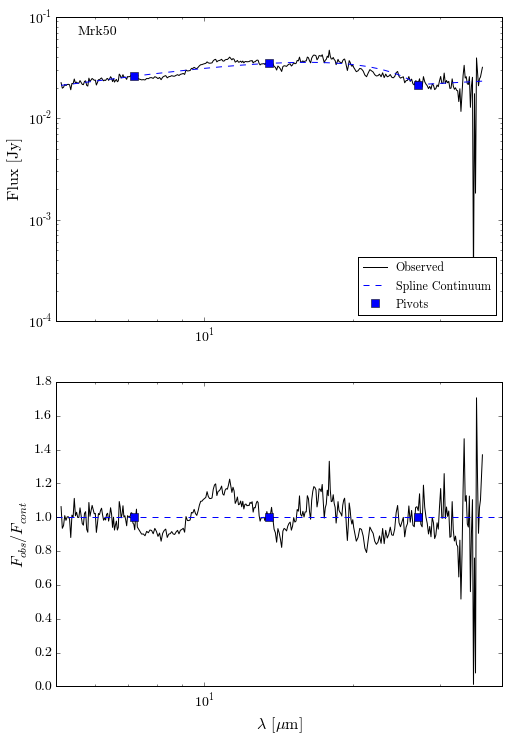 Mrk50
10^-1
10^-2
10^-3
10^-4
Flux [Jy]
Observed
Spline Continuum
Pivots
10^1
1.8
1.6
1.4
1.2
1.0
0.8
0.6
0.4
0.2
0.0
F_obs/F_cont
10^1
λ [μm]